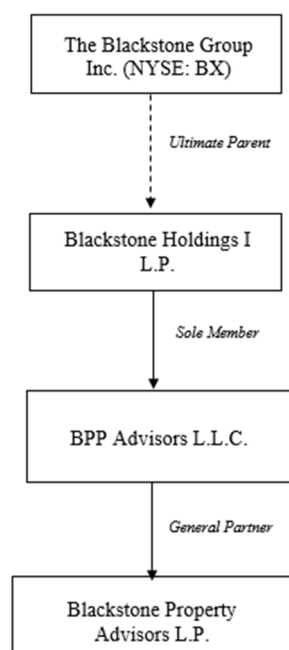 The Blackstone Group
Inc. (NYSE: BX)
Ultimate Parent
Blackstone Holdings I
L.P.
Sole Member
BPP Advisors L.L.C.
General Partner
Blackstone Property
Advisors L.P.